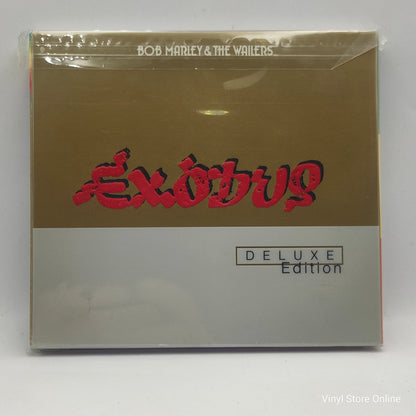 BOB MARLEY & THE WAILERS
Exodus
DELUXE
Edition
Vinyl Store Online